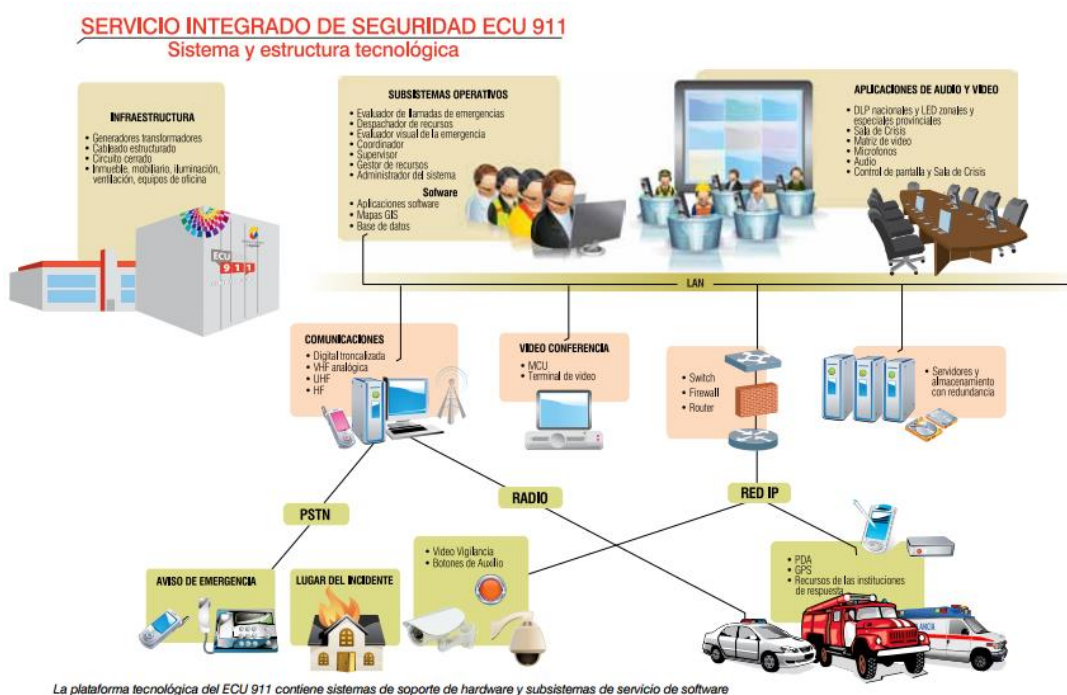 SERVICIO INTEGRADO DE SEGURIDAD ECU 911
Sistema y estructura tecnológica
INFRAESTRUCTURA
• Generadores transformadores
• Cableado estructurado
• Circuito cerrado
• Inmueble, mobiliario, iluminación,
ventilación, equipos de oficina
ECU
911
SUBSISTEMAS OPERATIVOS
• Evaluador de llamadas de emergencias
• Despachador de recursos
• Evaluador visual de la emergencia
• Coordinador
• Supervisor
• Gestor de recursos
• Administrador del sistema
Sofware
• Aplicaciones software
• Mapas GIS
• Base de datos
APLICACIONES DE AUDIO Y VIDEO
• DLP nacionales y LED zonales y
especiales provinciales
• Sala de Crisis
• Matriz de video
• Microfonos
• Audio
• Control de pantalla y Sala de Crisis
LAN
COMUNICACIONES
• Digital troncalizada
• VHF analógica
• UHF
• HF
VIDEO CONFERENCIA
• MCU
• Terminal de video
• Switch
• Firewall
• Router
• Servidores y
almacenamiento
con redundancia
PSTN
RADIO
RED IP
AVISO DE EMERGENCIA
LUGAR DEL INCIDENTE
• Video Vigilancia
• Botones de Auxilio
• PDA
• GPS
• Recursos de las instituciones
de respuesta
La plataforma tecnológica del ECU 911 contiene sistemas de soporte de hardware y subsistemas de servicio de software